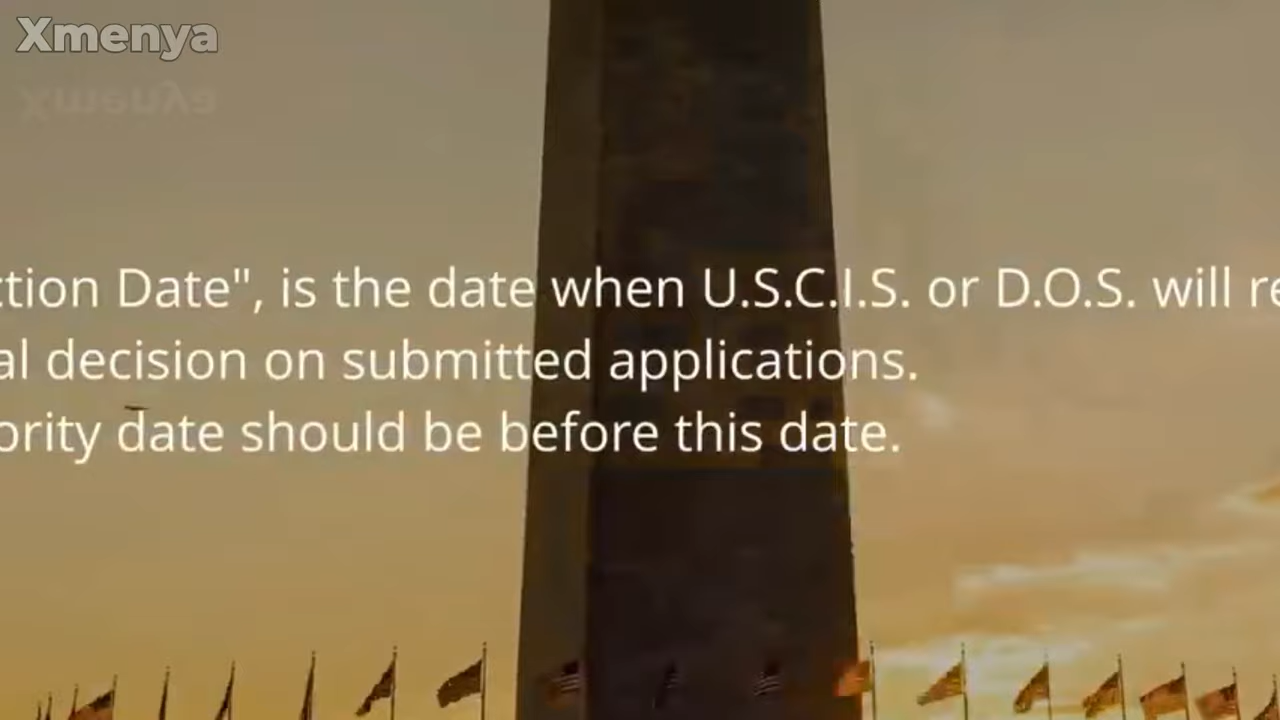 Xmenya
ction Date", is the date when U.S.C.I.S. or D.O.S. will re
al decision on submitted applications.
ority date should be before this date.